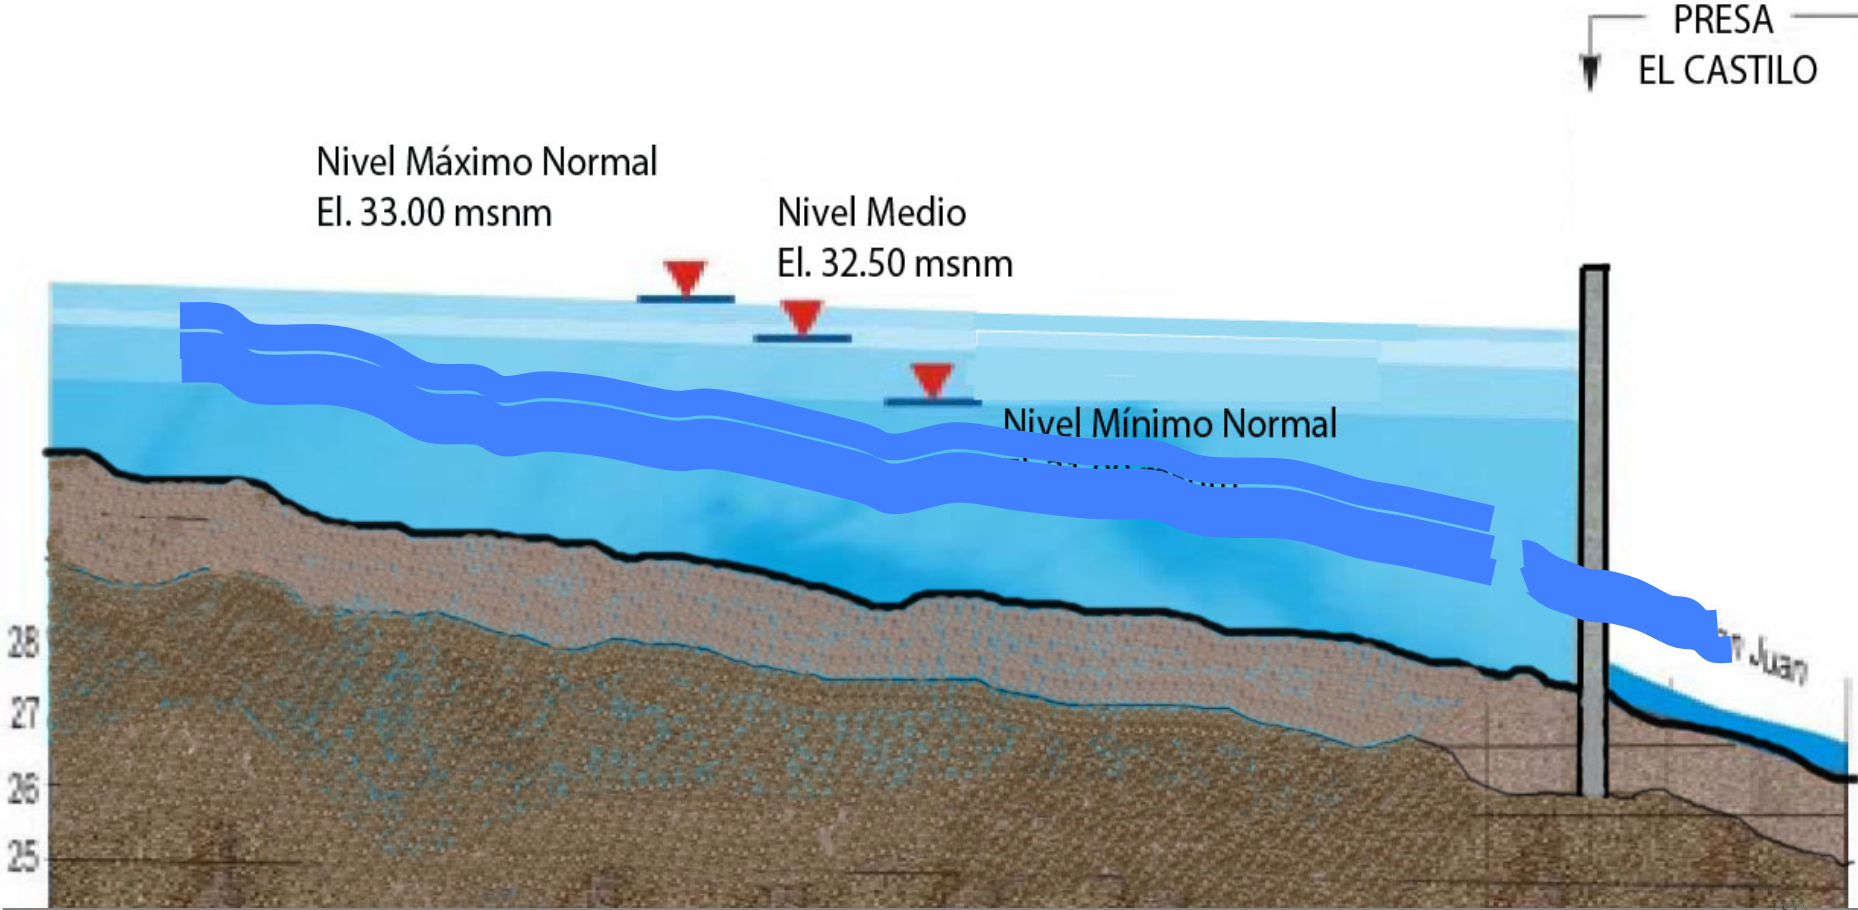 PRESA
EL CASTILO
Nivel Máximo Normal
El. 33.00 msnm
Nivel Medio
El. 32.50 msnm
Nivel Mínimo Normal
Juan
28
27
26
25